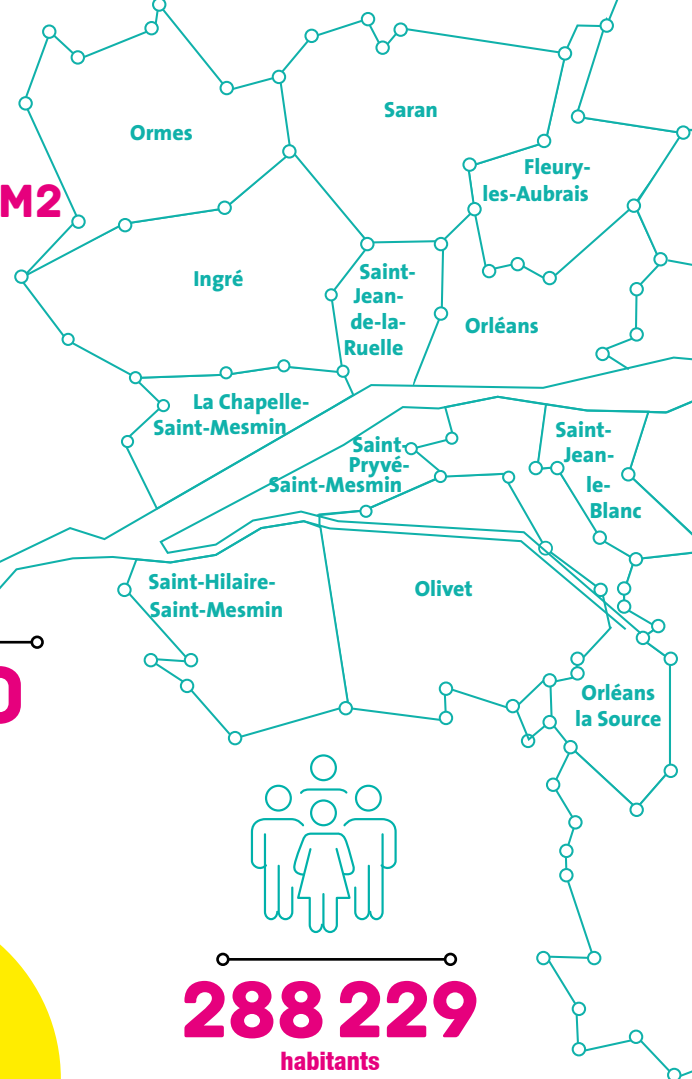 Ormes
Saran
Fleury-
les-Aubrais
M2
Ingré
Saint-
Jean-
de-la-
Ruelle
Orléans
La Chapelle-
Saint-Mesmin
Saint-
Pryvé-
Saint-Mesmin
Saint-
Jean-
le-
Blanc
Saint-Hilaire-
Saint-Mesmin
Olivet
0
Orléans
la Source
288 229
habitants